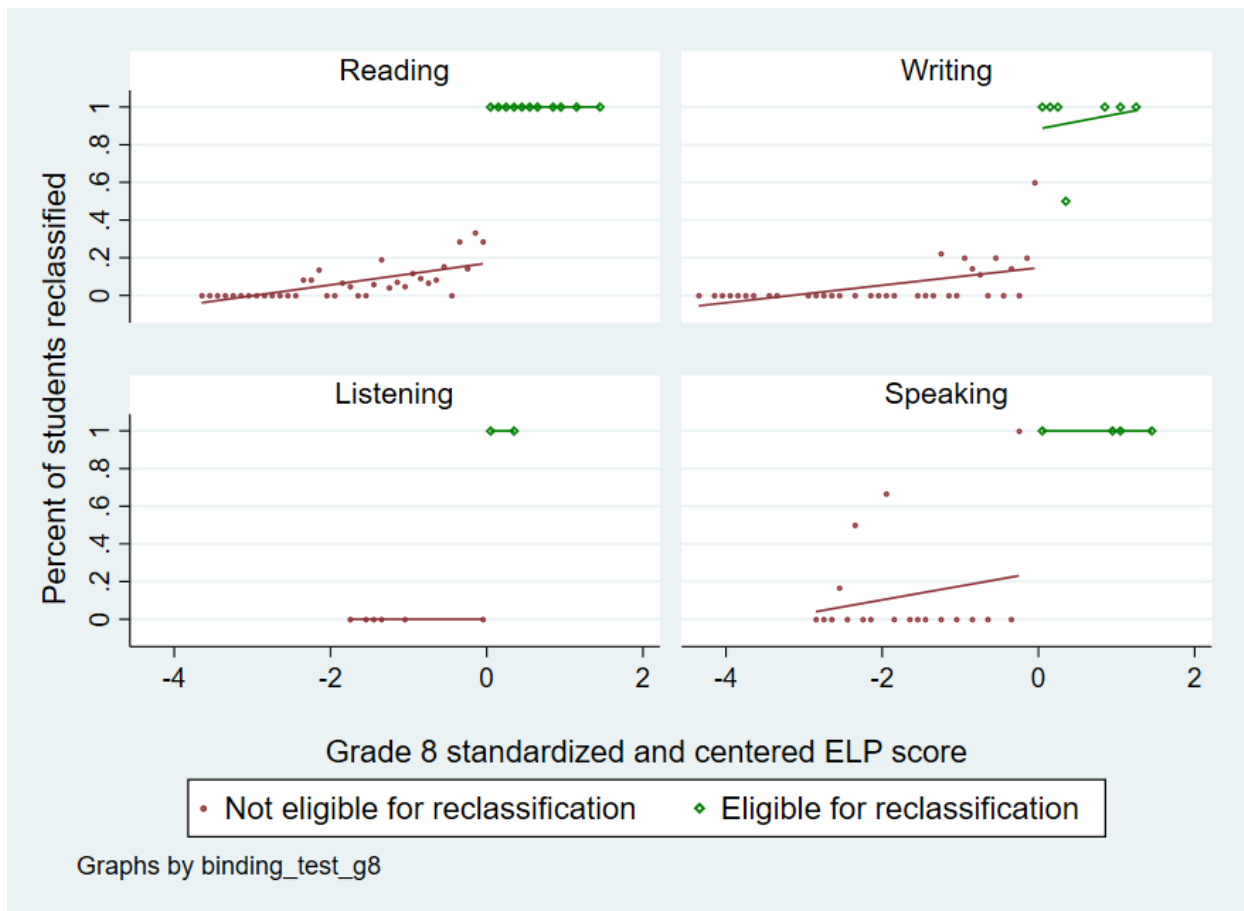 Reading
Writing
1
.8
.6
.4
.2
0
Listening
Speaking
1
.8
.6
.4
.2
0
Percent of students reclassified
-4 -2 0 2
-4 -2 0 2
Grade 8 standardized and centered ELP score
Not eligible for reclassification
Eligible for reclassification
Graphs by binding_test_g8